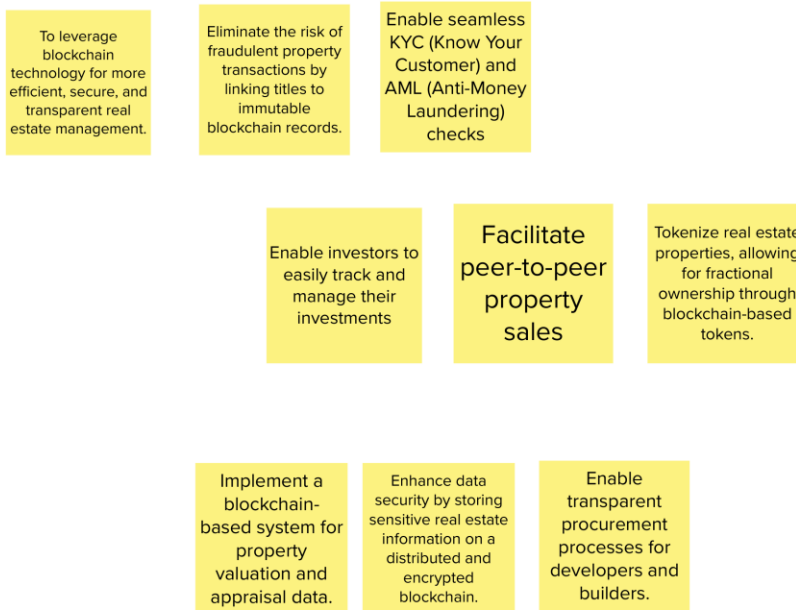 To leverage
blockchain
technology for more
efficient, secure, and
transparent real
estate management.
Eliminate the risk of
fraudulent property
transactions by
linking titles to
immutable
blockchain records.
Enable seamless
KYC (Know Your
Customer) and
AML (Anti-Money
Laundering)
checks
Enable investors to
easily track and
manage their
investments
Facilitate
peer-to-peer
property
sales
Tokenize real estate
properties, allowing
for fractional
ownership through
blockchain-based
tokens.
Implement a
blockchain-
based system for
property
valuation and
appraisal data.
Enhance data
security by storing
sensitive real estate
information on a
distributed and
encrypted
blockchain.
Enable
transparent
procurement
processes for
developers and
builders.